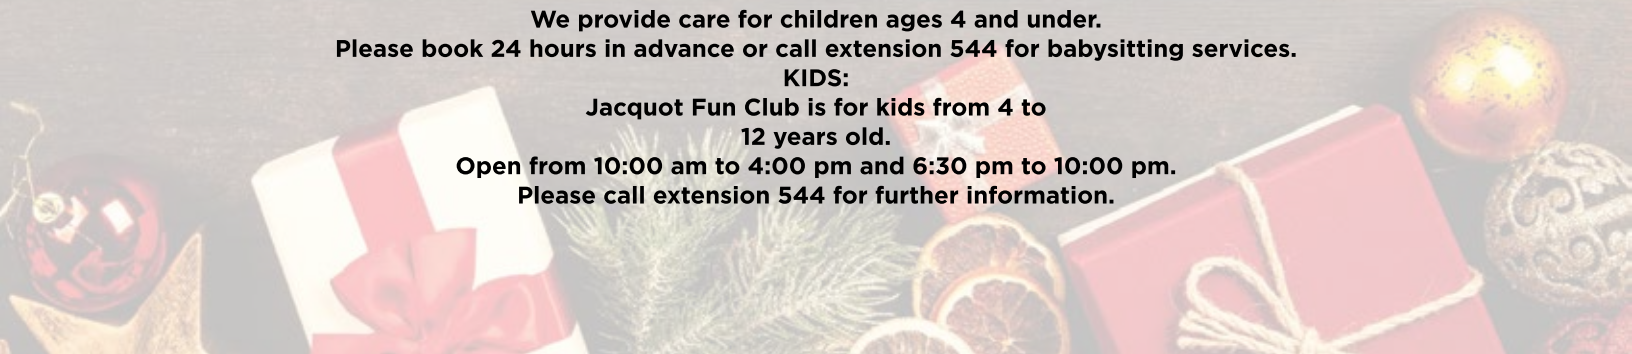 We provide care for children ages 4 and under.
Please book 24 hours in advance or call extension 544 for babysitting services.
KIDS:
Jacquot Fun Club is for kids from 4 to
12 years old.
Open from 10:00 am to 4:00 pm and 6:30 pm to 10:00 pm.
Please call extension 544 for further information.